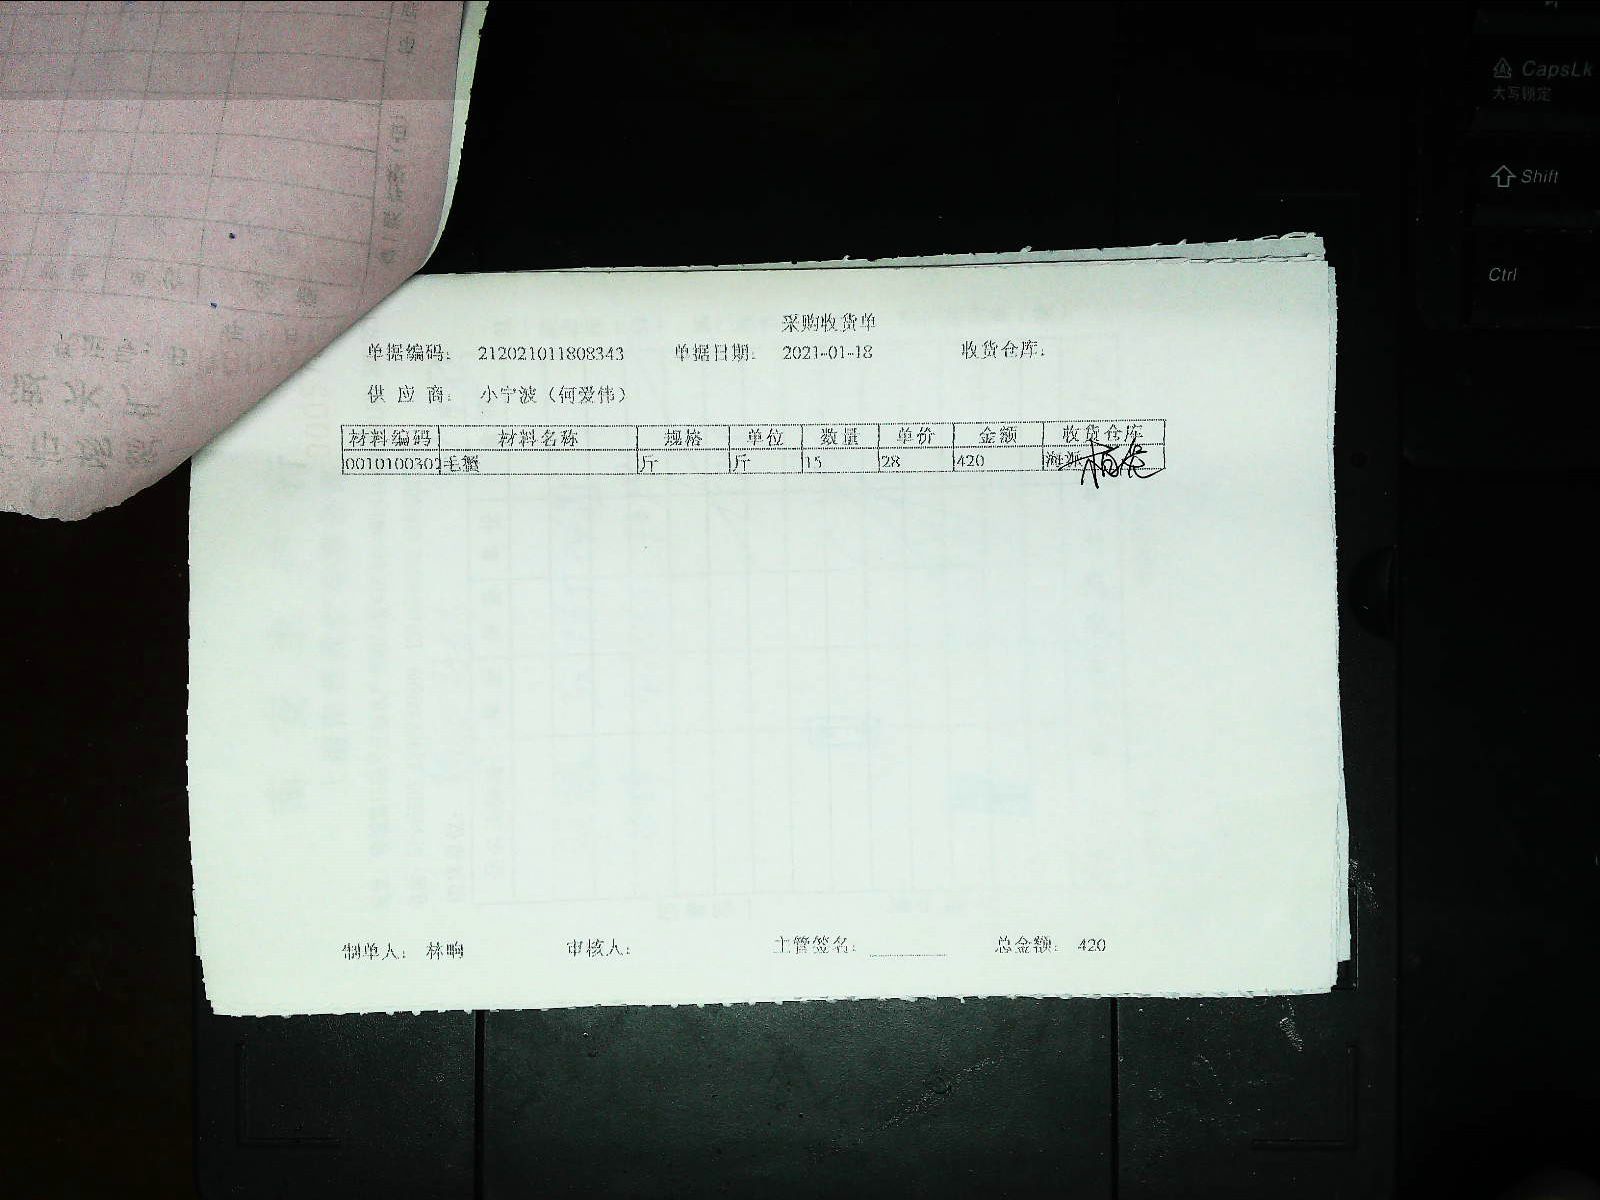 CapsLk
大写锁定
Shift
Ctrl
采购收货单
单据编码： 212021011808343 单据日期： 2021-01-18 收货仓库：
供 应 商： 小宁波（何爱伟）
材料编码 材料名称 规格 单位 数量 单价 金额 收货仓库
0010100302 毛蟹 斤 斤 15 28 420 海派
制单人： 林晌 审核人： 主管签名： 总金额： 420